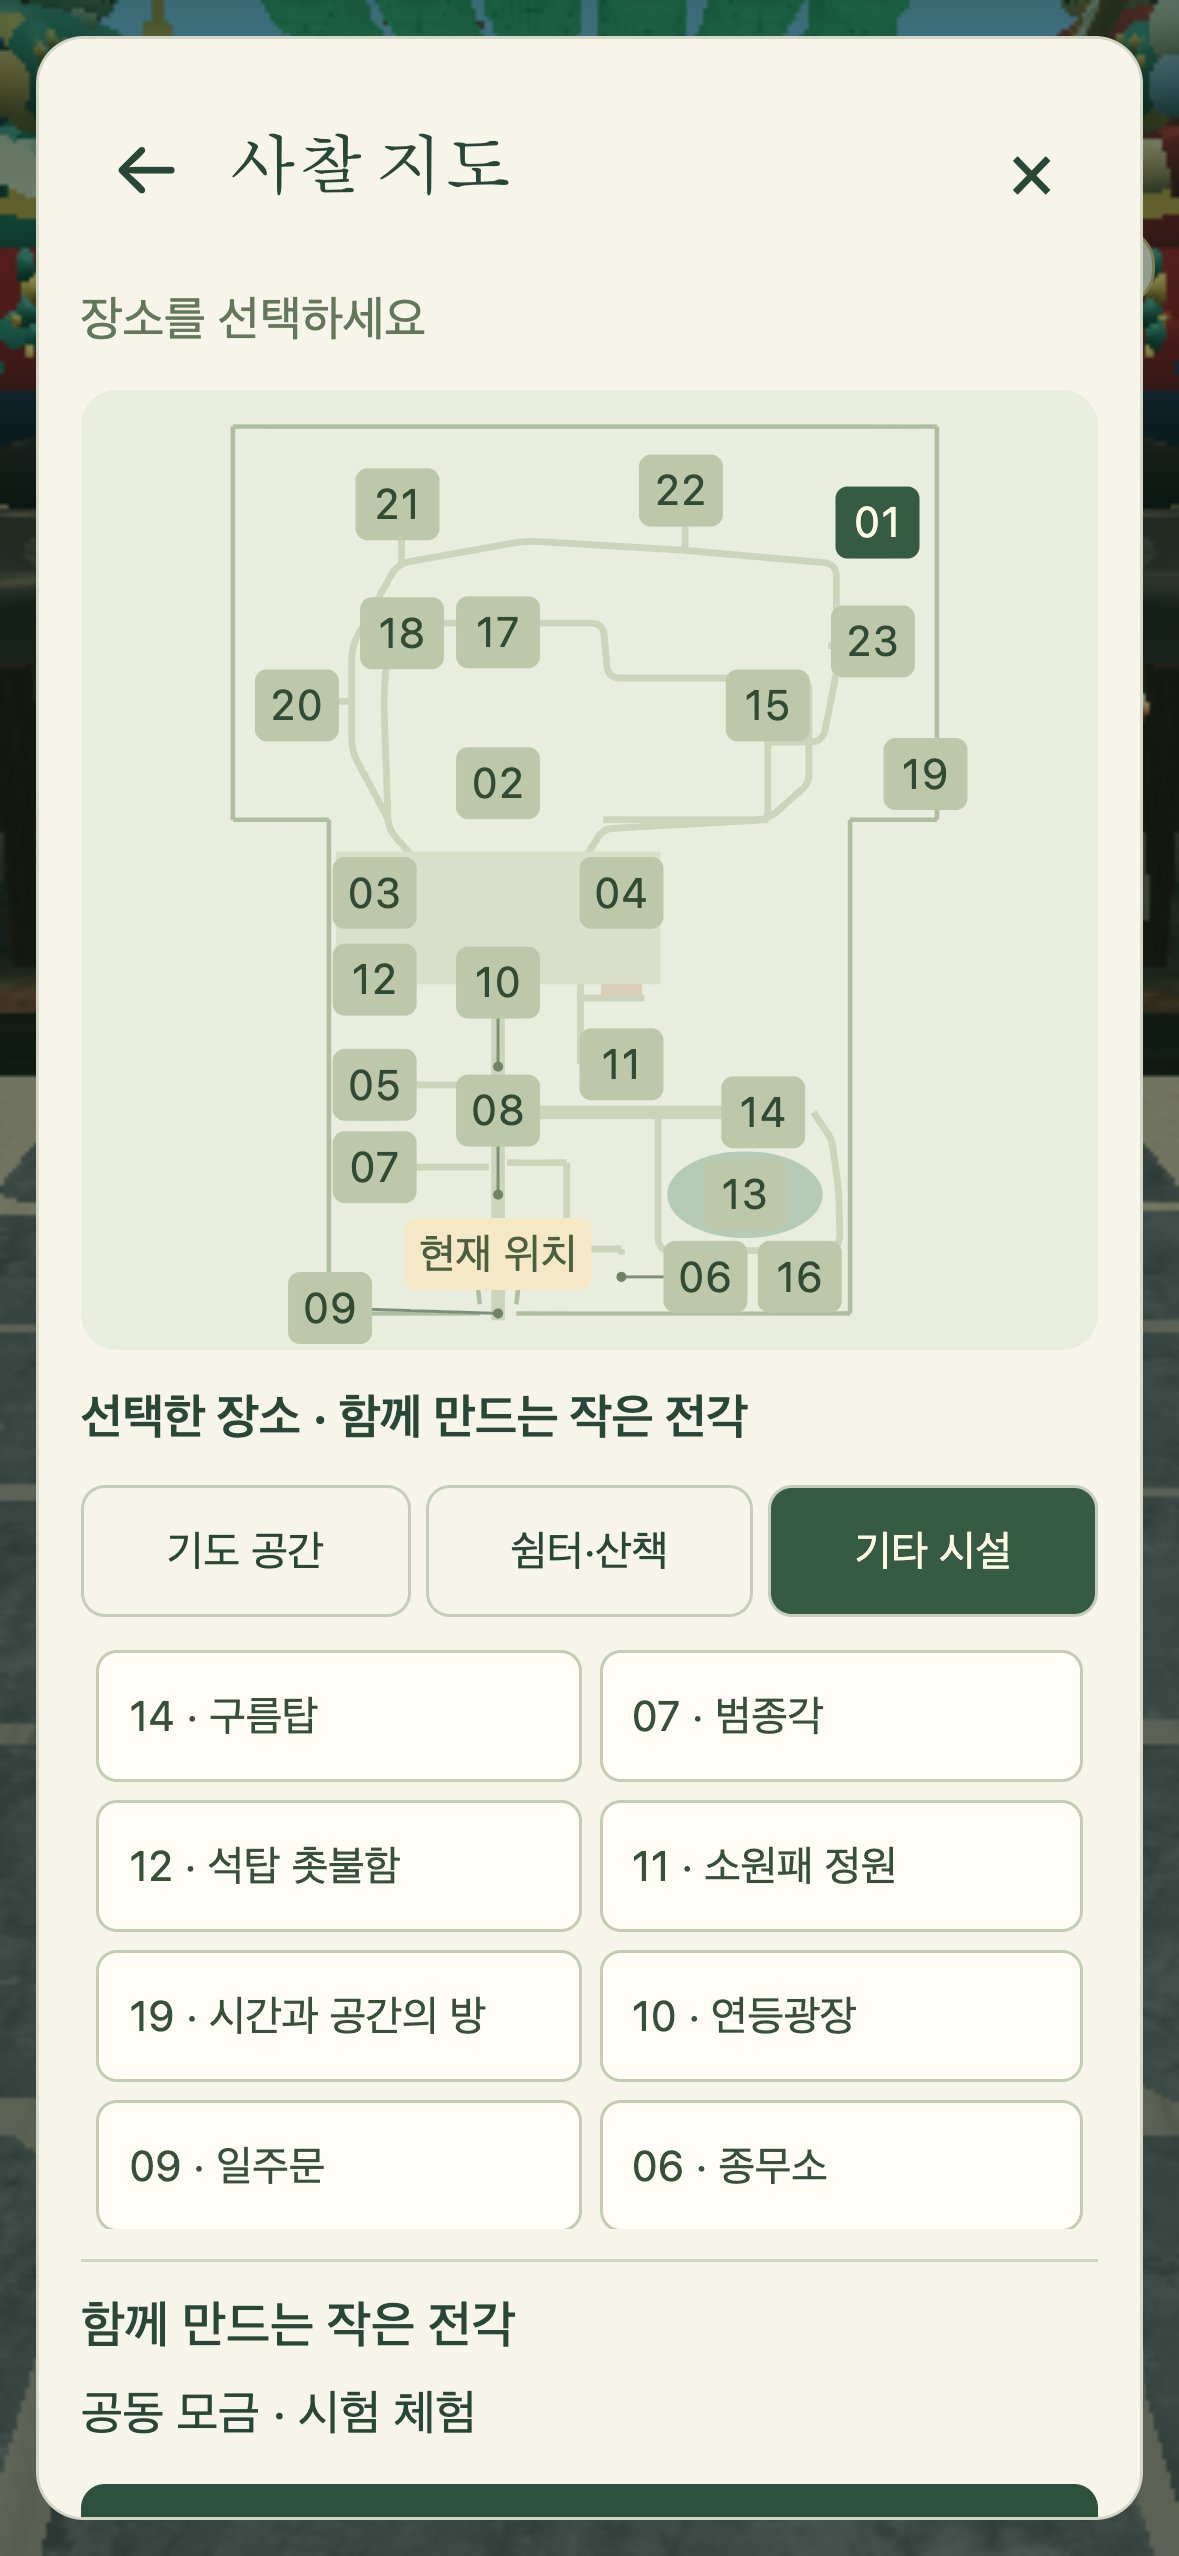 사찰 지도
장소를 선택하세요
21
22
01
18
17
23
20
15
02
19
03
04
12
10
11
05
08
14
07
13
현재 위치
06
16
09
선택한 장소 · 함께 만드는 작은 전각
기도 공간
쉼터·산책
기타 시설
14 · 구름탑
07 · 범종각
12 · 석탑 촛불함
11 · 소원패 정원
19 · 시간과 공간의 방
10 · 연등광장
09 · 일주문
06 · 종무소
함께 만드는 작은 전각
공동 모금 · 시험 체험